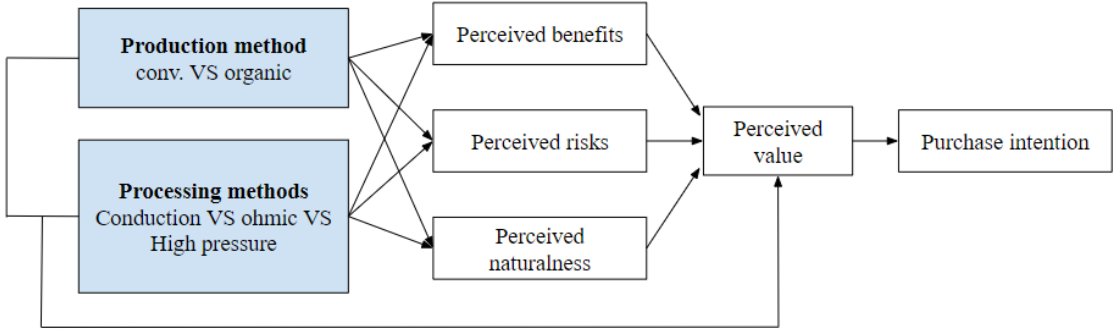 Production method
conv. VS organic
Processing methods
Conduction VS ohmic VS
High pressure
Perceived benefits
Perceived risks
Perceived
naturalness
Perceived
value
Purchase intention